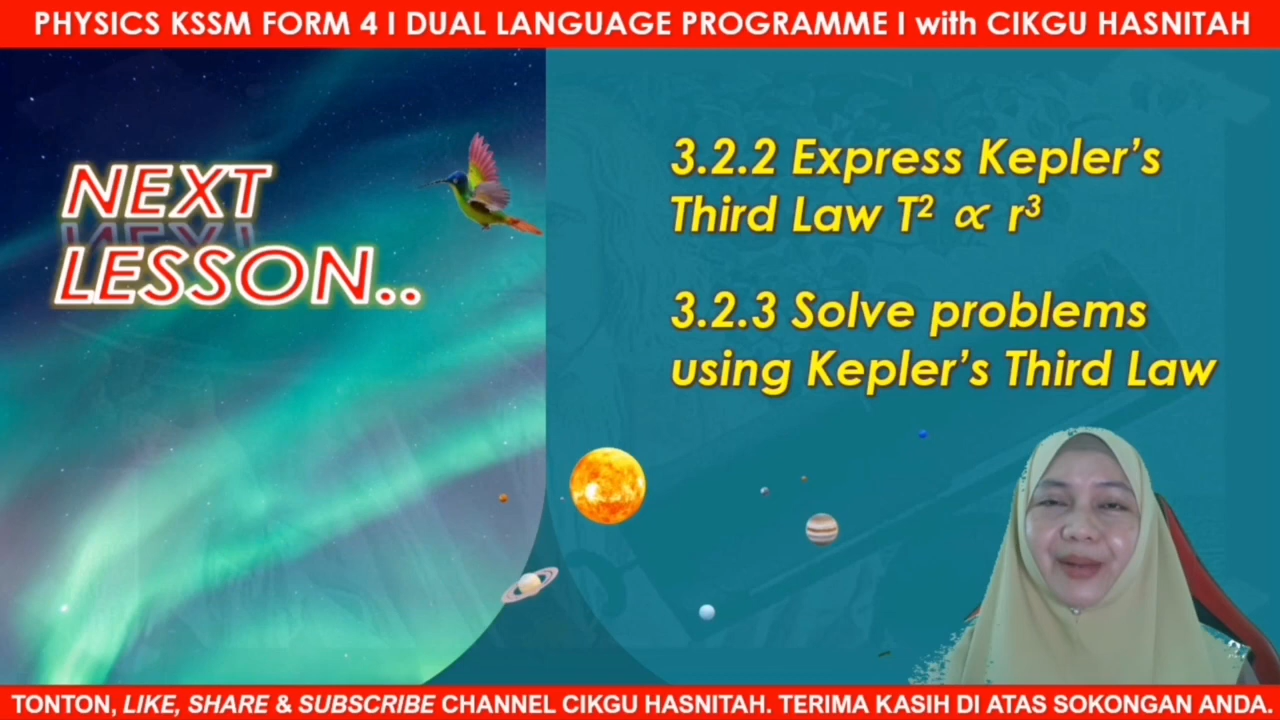 PHYSICS KSSM FORM 4 I DUAL LANGUAGE PROGRAMME I with CIKGU HASNITAH
NEXT
LESSON..
3.2.2 Express Kepler’s
Third Law T² ∝ r³
3.2.3 Solve problems
using Kepler’s Third Law
TONTON, LIKE, SHARE & SUBSCRIBE CHANNEL CIKGU HASNITAH. TERIMA KASIH DI ATAS SOKONGAN ANDA.